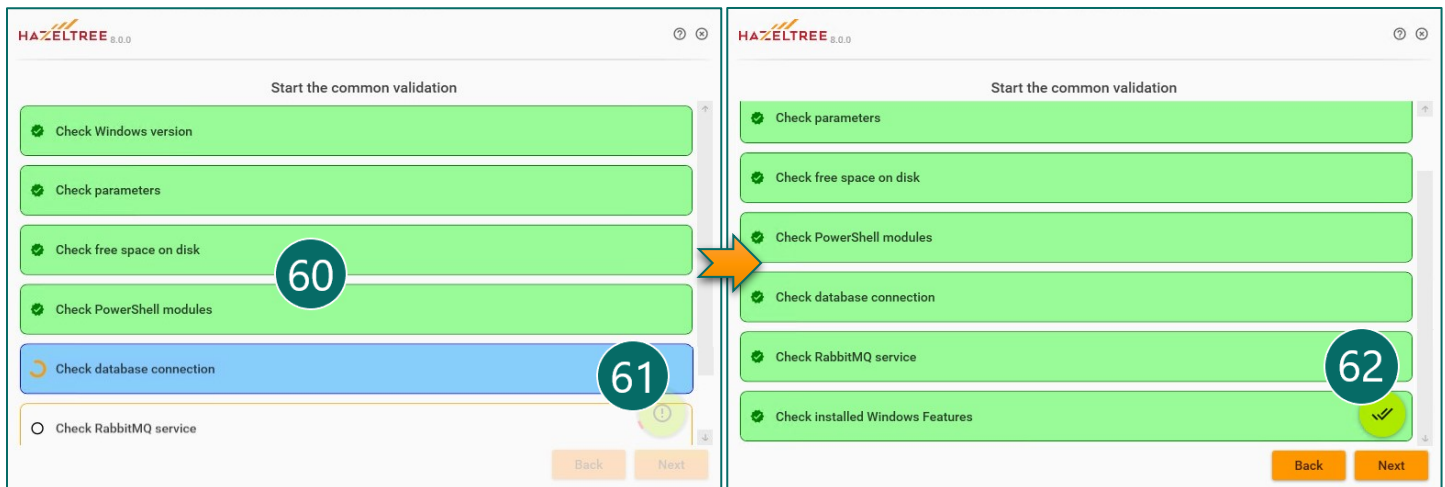 HAZELTREE 8.0.0
Start the common validation
Check Windows version
Check parameters
Check free space on disk
60
Check PowerShell modules
Check database connection
61
Check RabbitMQ service
Back Next
HAZELTREE 8.0.0
Start the common validation
Check parameters
Check free space on disk
Check PowerShell modules
Check database connection
Check RabbitMQ service
62
Check installed Windows Features
Back Next